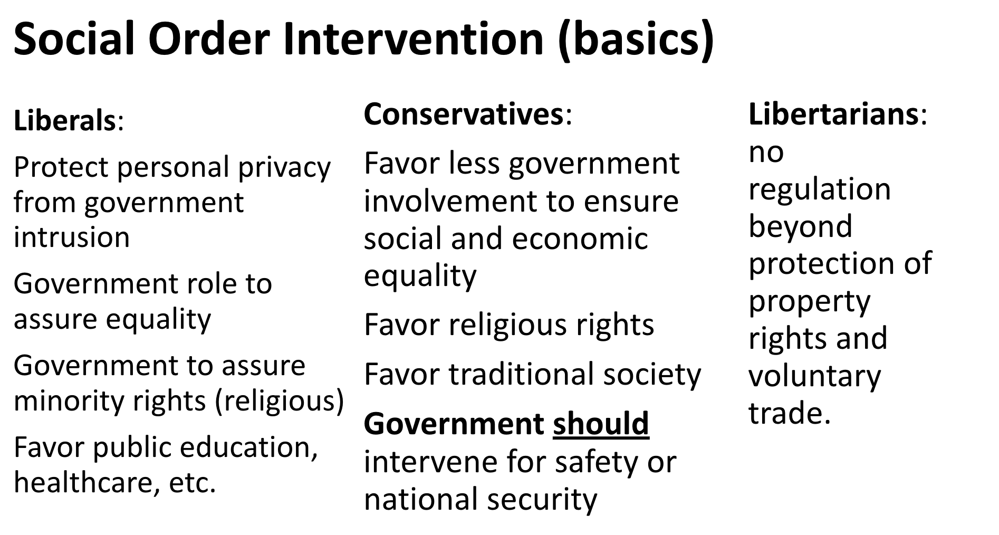 Social Order Intervention (basics)
Liberals:
Protect personal privacy
from government
intrusion
Government role to
assure equality
Government to assure
minority rights (religious)
Favor public education,
healthcare, etc.
Conservatives:
Favor less government
involvement to ensure
social and economic
equality
Favor religious rights
Favor traditional society
Government should
intervene for safety or
national security
Libertarians:
no
regulation
beyond
protection of
property
rights and
voluntary
trade.